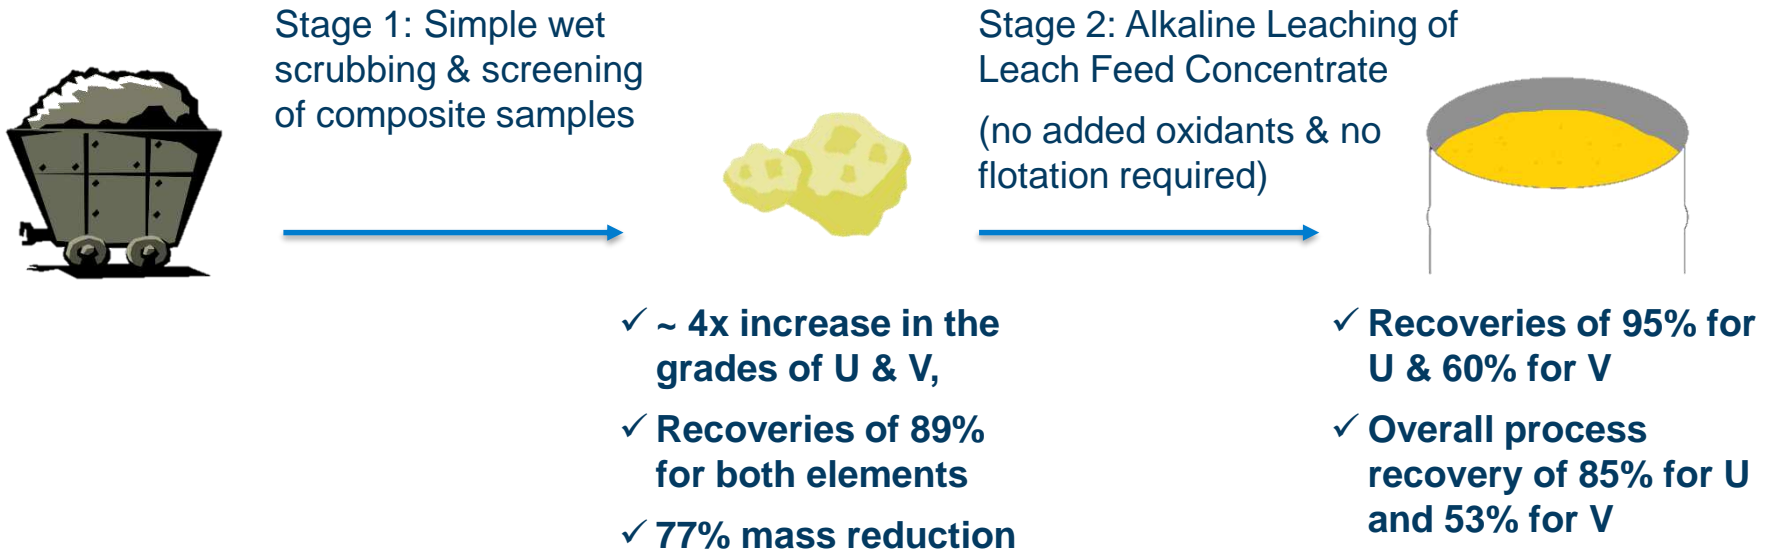 Stage 1: Simple wet
scrubbing & screening
of composite samples
Stage 2: Alkaline Leaching of
Leach Feed Concentrate
(no added oxidants & no
flotation required)
✓ ~ 4x increase in the
grades of U & V,
✓ Recoveries of 89%
for both elements
✓ 77% mass reduction
✓ Recoveries of 95% for
U & 60% for V
✓ Overall process
recovery of 85% for U
and 53% for V